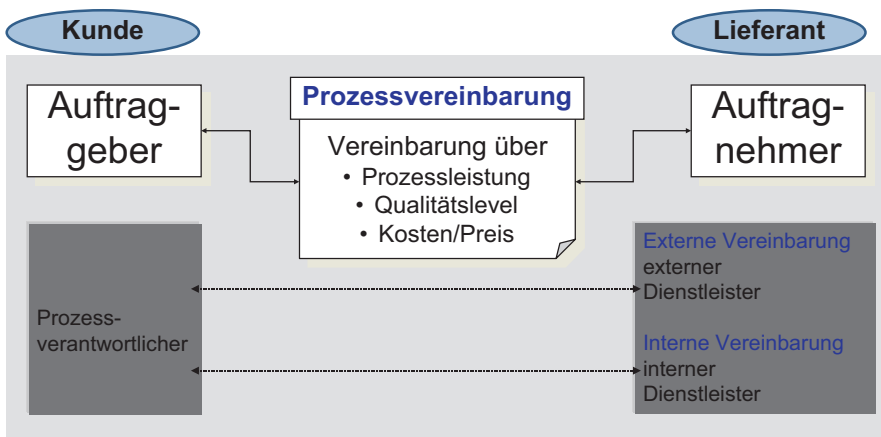 Kunde
Lieferant
Auftrag-
geber
Prozessvereinbarung
Vereinbarung über
• Prozessleistung
• Qualitätslevel
• Kosten/Preis
Auftrag-
nehmer
Prozess-
verantwortlicher
Externe Vereinbarung
externer
Dienstleister
Interne Vereinbarung
interner
Dienstleister